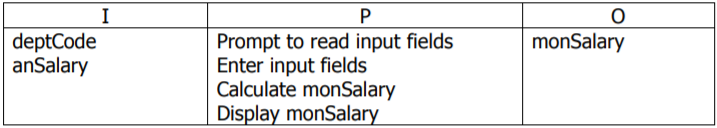 I P O
deptCode Prompt to read input fields monSalary
anSalary Enter input fields
Calculate monSalary
Display monSalary